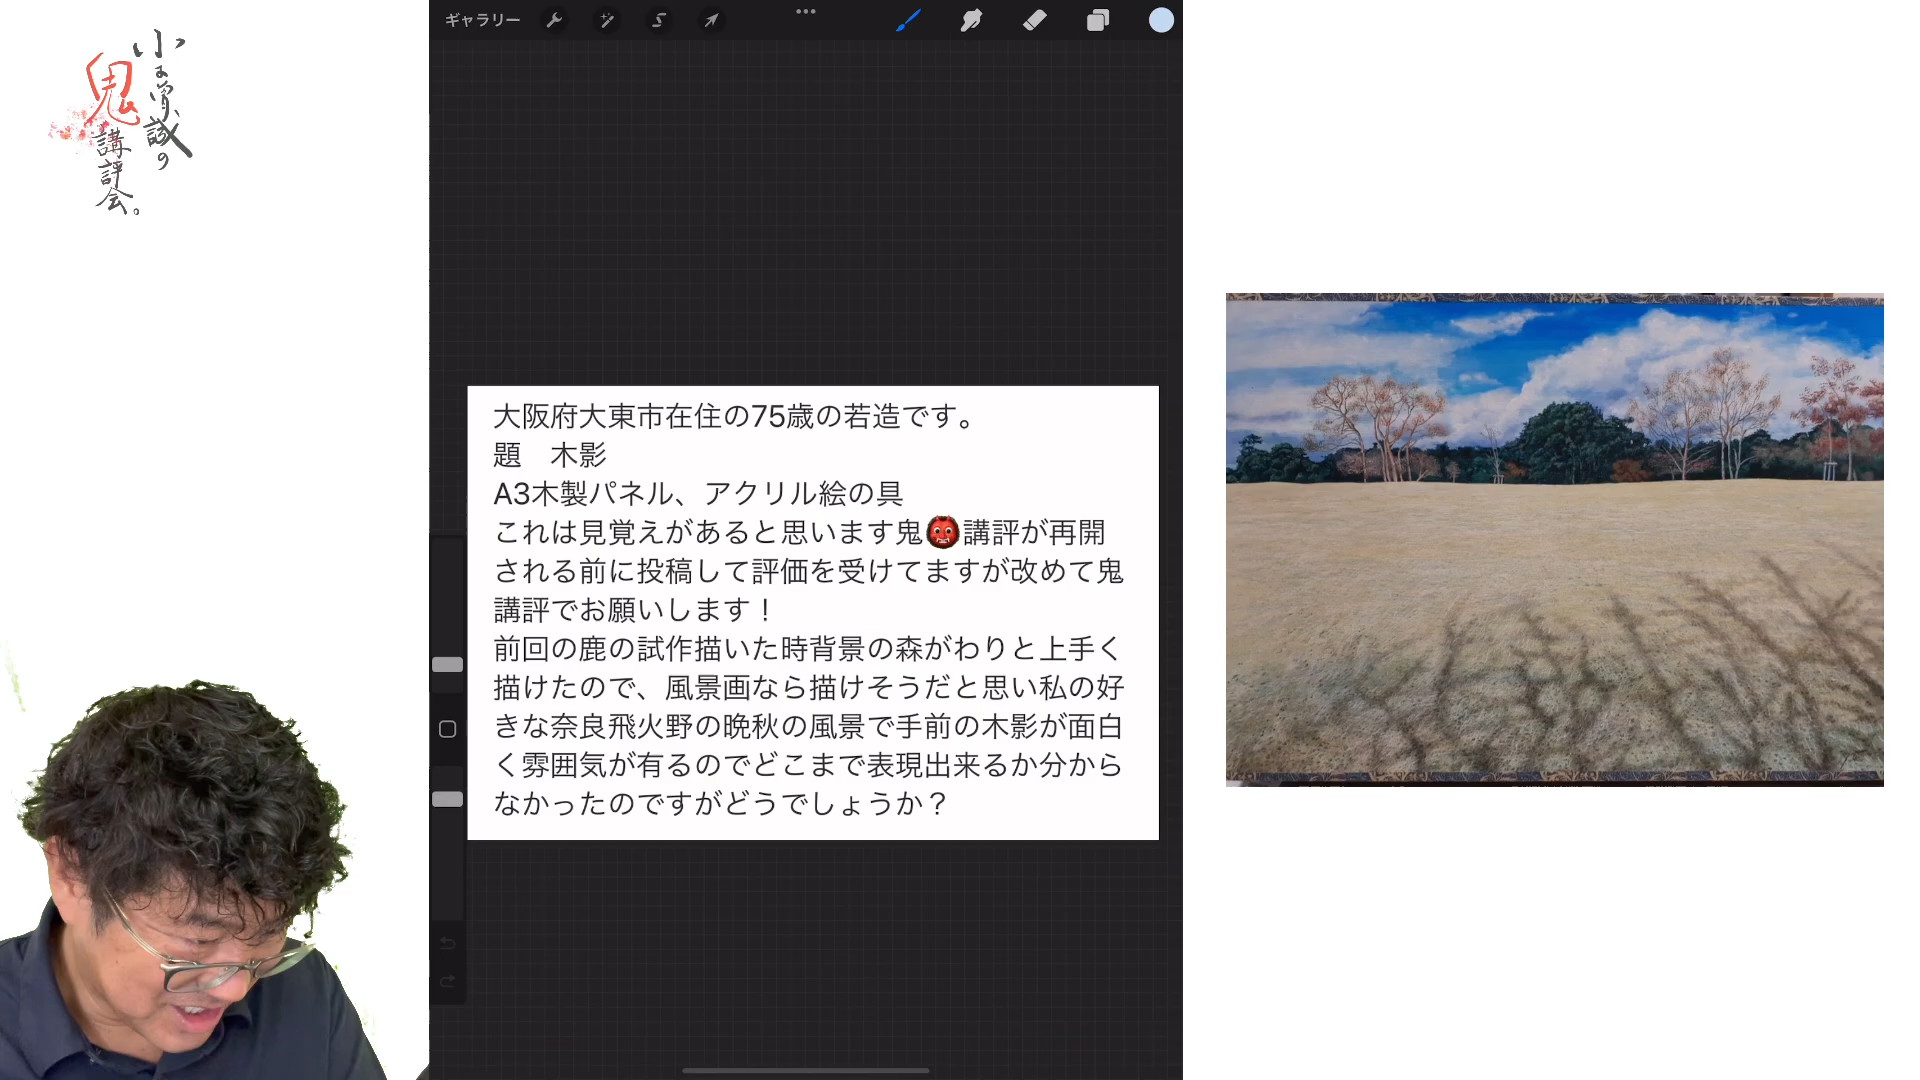 小木曽誠の
鬼
講評会。
ギャラリー
大阪府大東市在住の75歳の若造です。
題　木影
A3木製パネル、アクリル絵の具
これは見覚えがあると思います鬼👹講評が再開
される前に投稿して評価を受けてますが改めて鬼
講評でお願いします！
前回の鹿の試作描いた時背景の森がわりと上手く
描けたので、風景画なら描けそうだと思い私の好
きな奈良飛火野の晩秋の風景で手前の木影が面白
く雰囲気が有るのでどこまで表現出来るか分から
なかったのですがどうでしょうか？